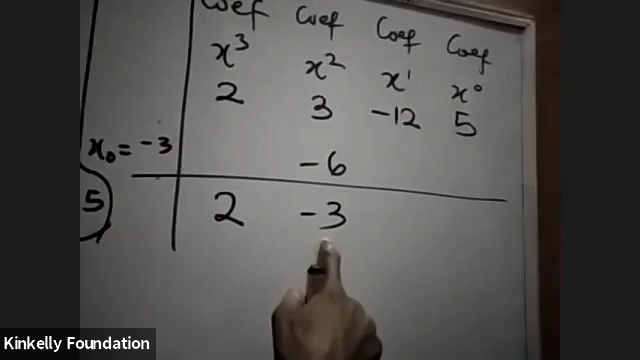 Coef Coef Coef Coef
x³ x² x¹ x⁰
2 3 -12 5
x₀ = -3
-6
5) 2 -3
Kinkelly Foundation